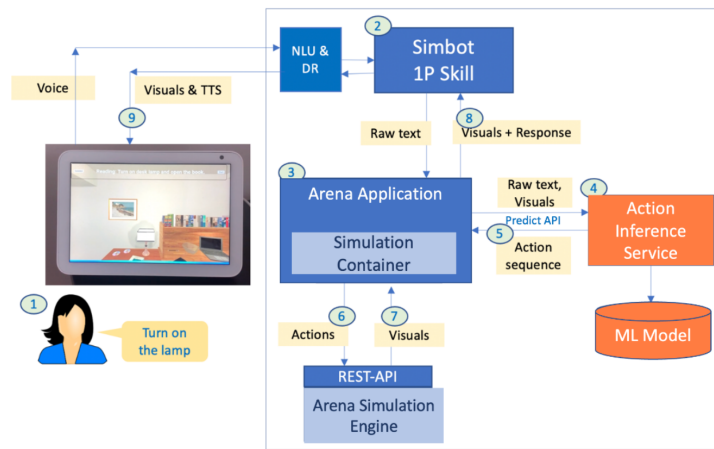 2
NLU &
DR
Simbot
1P Skill
Voice
Visuals & TTS
9
8
Raw text
Visuals + Response
3
Arena Application
Simulation
Container
Raw text,
Visuals
Predict API
4
5
Action
sequence
Action
Inference
Service
ML Model
1
Turn on
the lamp
6
7
Actions
Visuals
REST-API
Arena Simulation
Engine